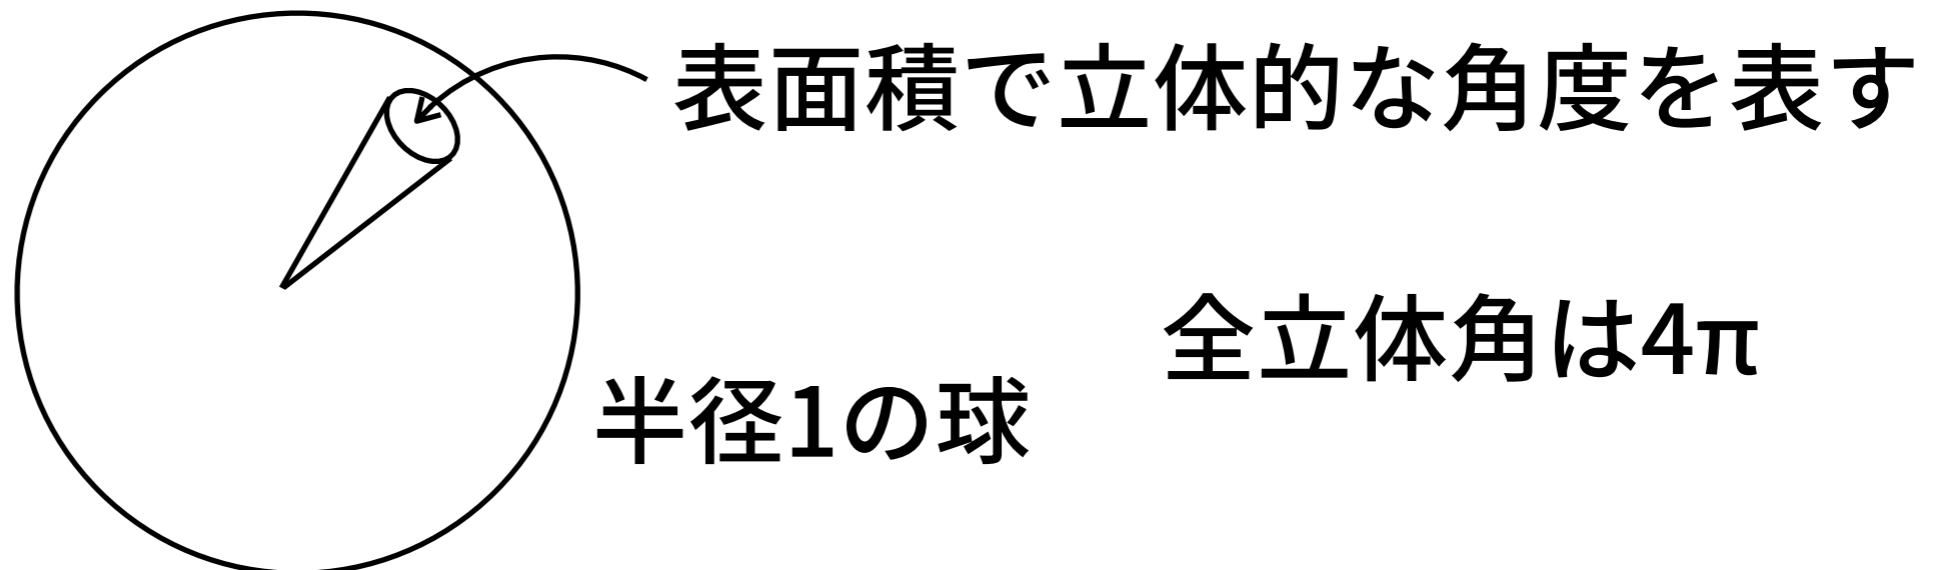 表面積で立体的な角度を表す
全立体角は4π
半径1の球